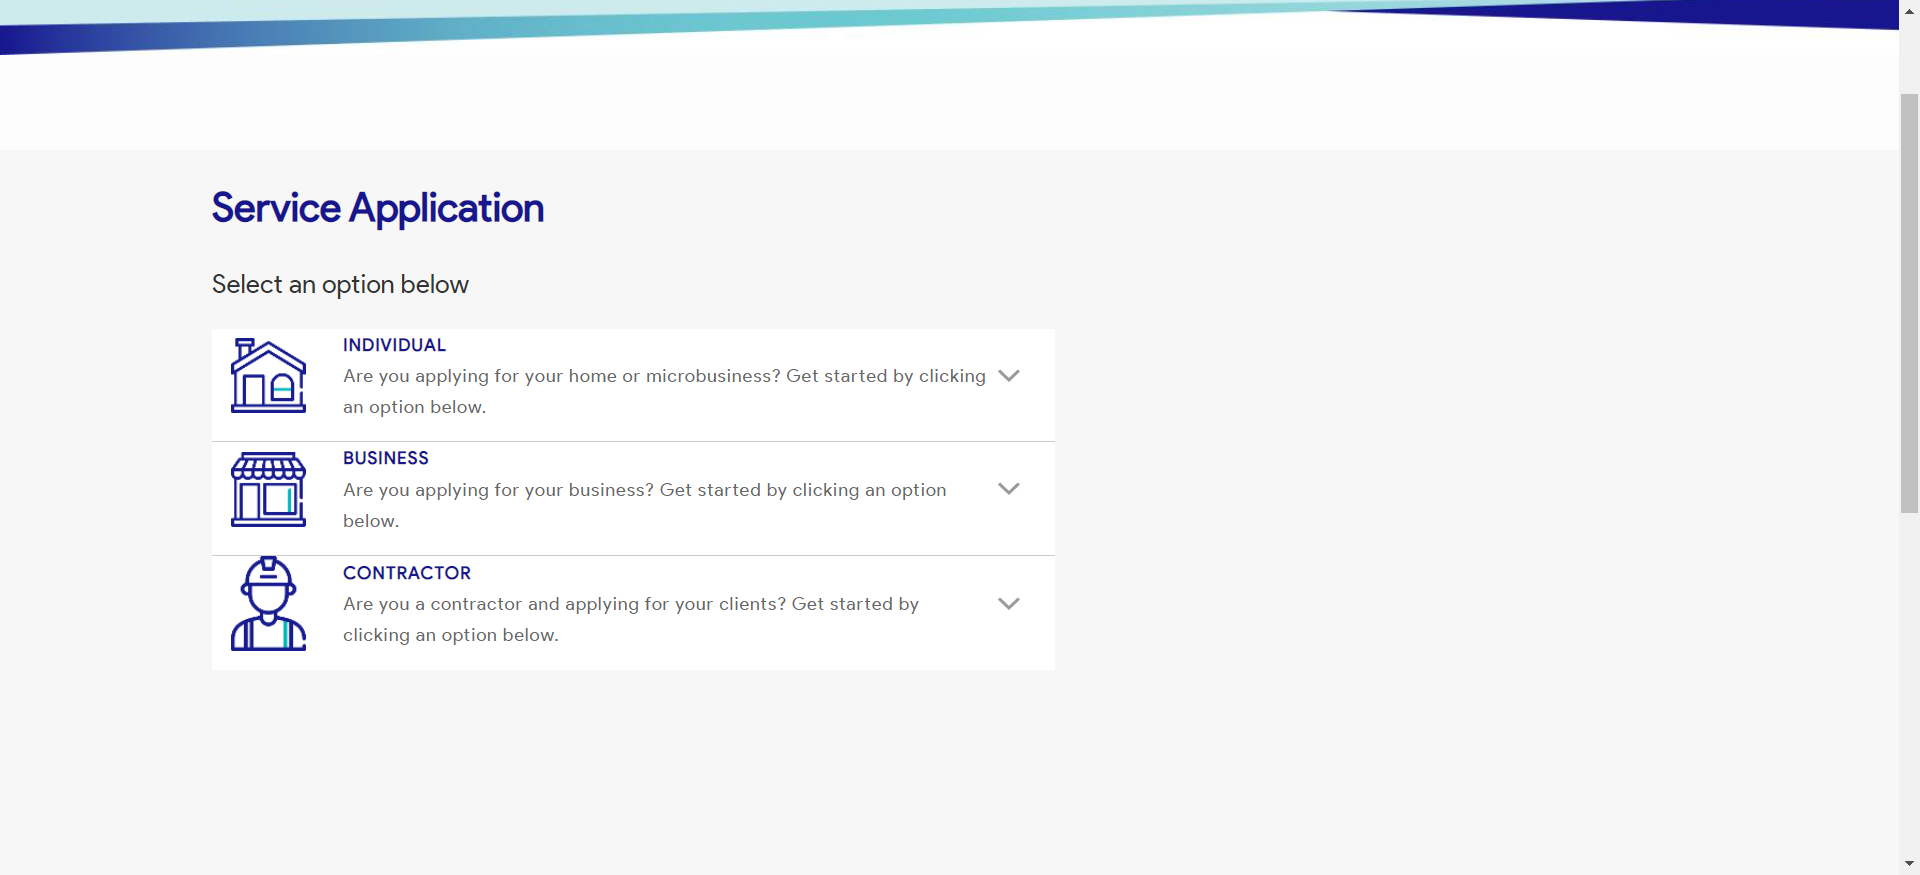 Service Application
Select an option below
INDIVIDUAL
Are you applying for your home or microbusiness? Get started by clicking
an option below.
BUSINESS
Are you applying for your business? Get started by clicking an option
below.
CONTRACTOR
Are you a contractor and applying for your clients? Get started by
clicking an option below.